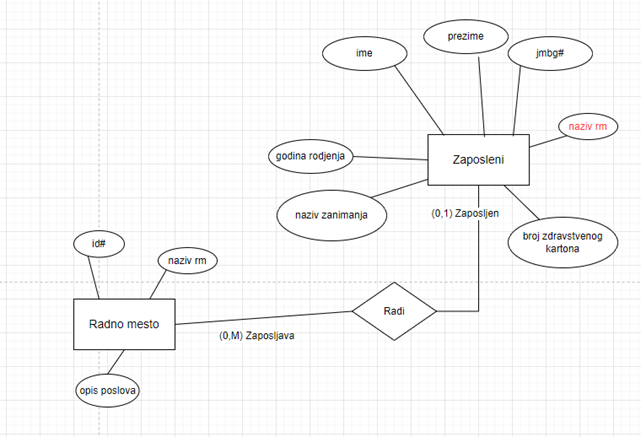 prezime
ime
jmbg#
naziv rm
Zaposleni
godina rodjenja
naziv zanimanja
(0,1) Zaposljen
broj zdravstvenog
kartona
id#
naziv rm
Radi
Radno mesto
(0,M) Zaposljava
opis poslova